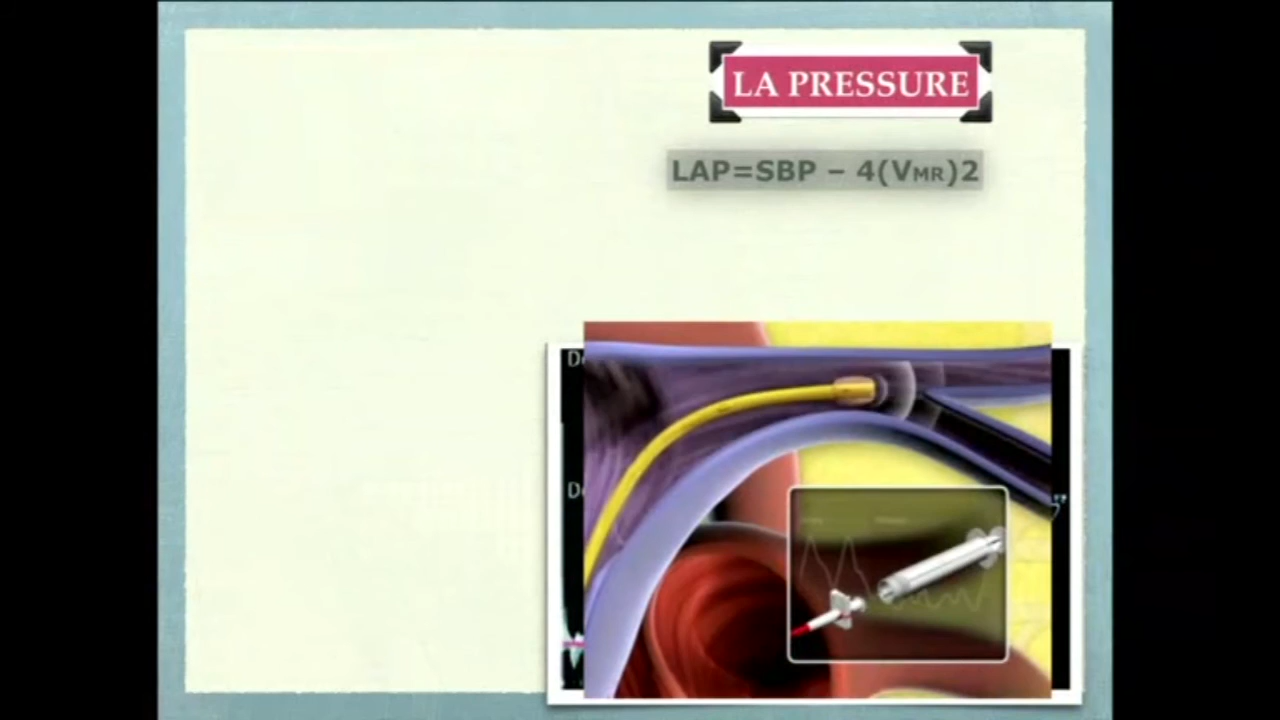 LA PRESSURE
LAP=SBP – 4(VMR)2